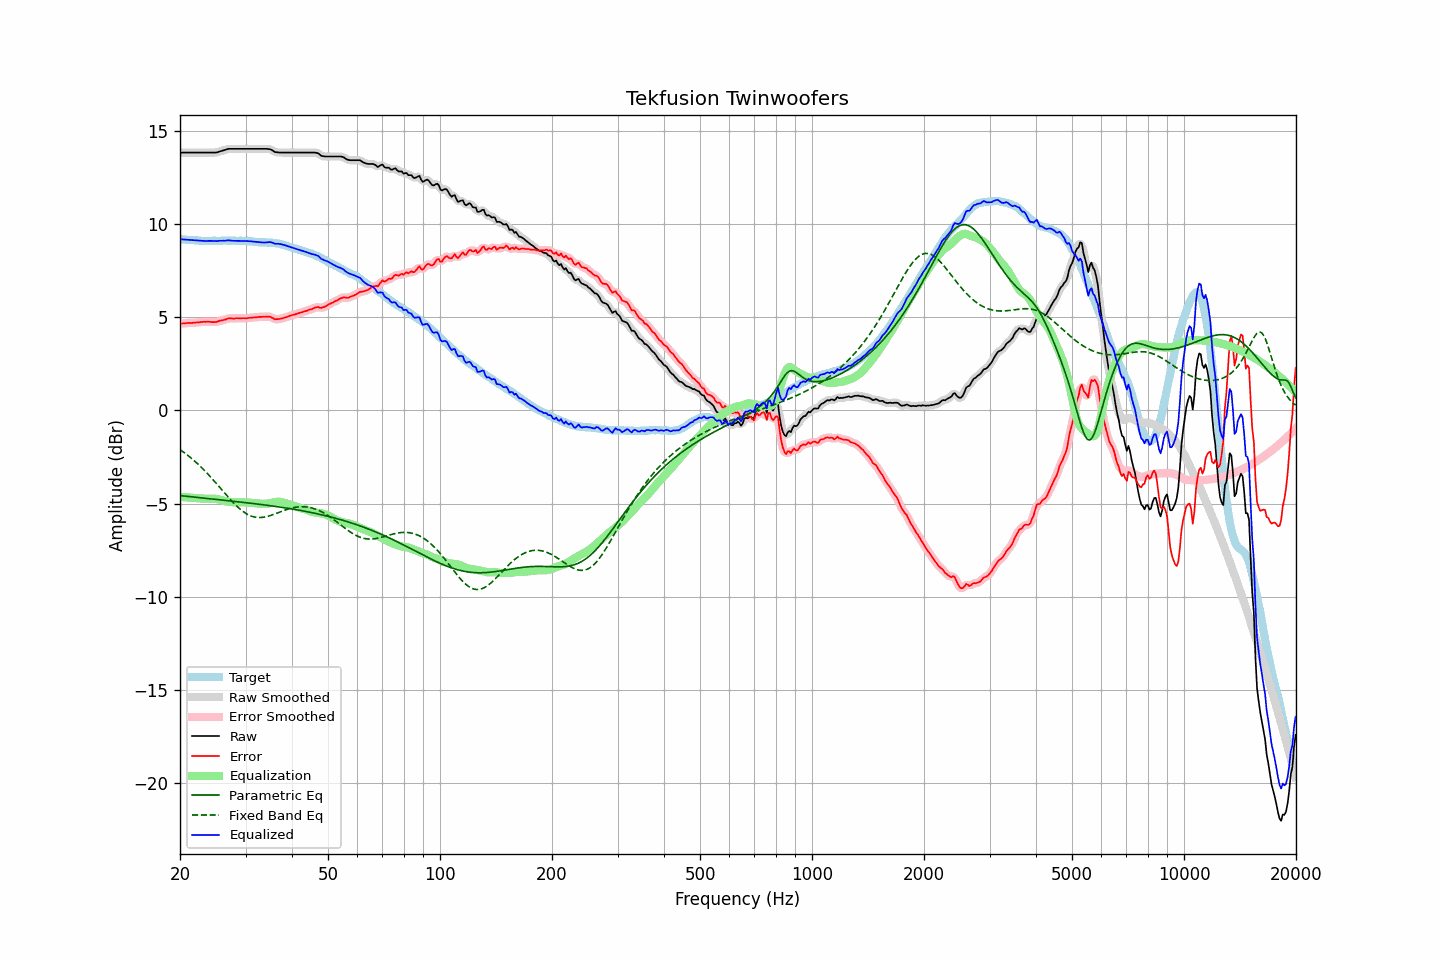 Tekfusion Twinwoofers
Amplitude (dBr)
15
10
5
0
−5
−10
−15
−20
Target
Raw Smoothed
Error Smoothed
Raw
Error
Equalization
Parametric Eq
Fixed Band Eq
Equalized
20 50 100 200 500 1000 2000 5000 10000 20000
Frequency (Hz)